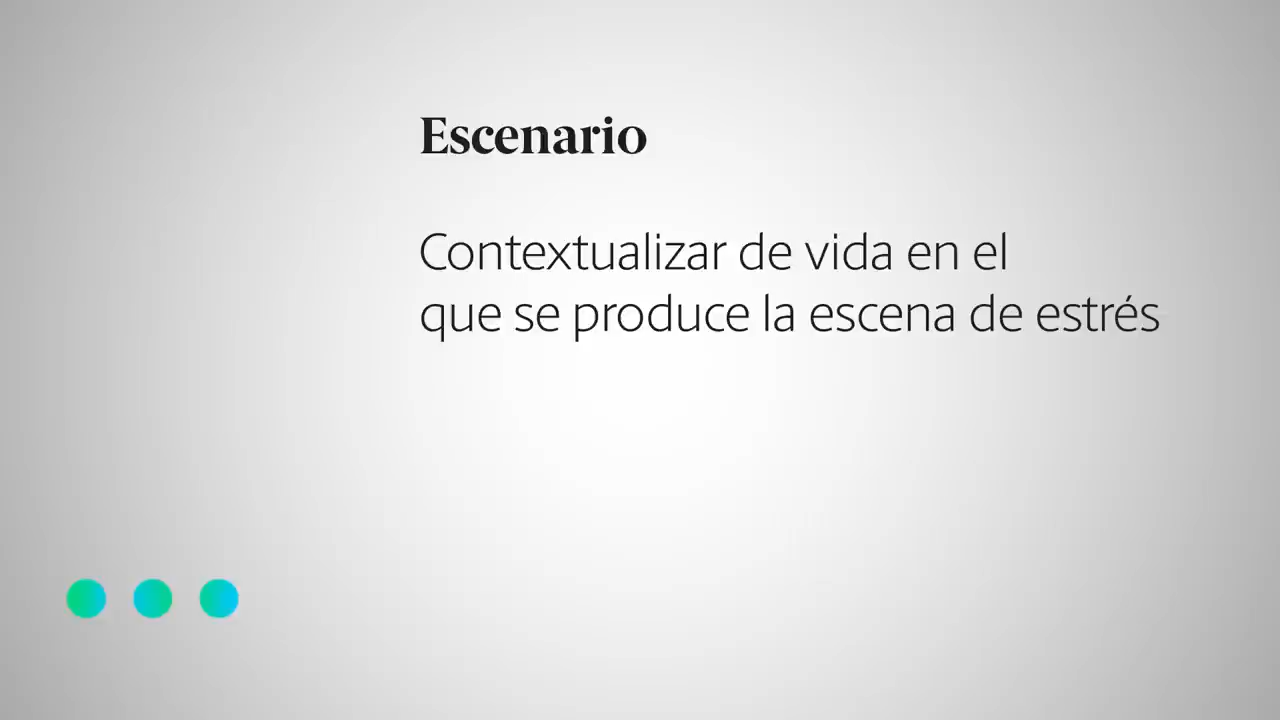 Escenario
Contextualizar de vida en el
que se produce la escena de estrés